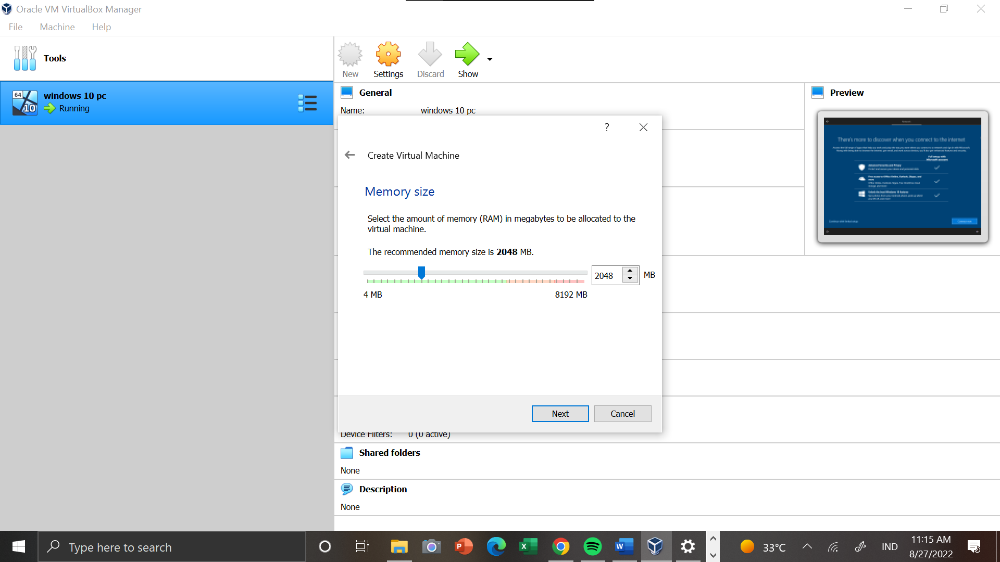 Oracle VM VirtualBox Manager
File Machine Help
Tools
New Settings Discard Show
64
10
windows 10 pc
Running
General
Name: windows 10 pc
Preview
There's more to discover when you connect to the internet
?
Create Virtual Machine
Memory size
Select the amount of memory (RAM) in megabytes to be allocated to the
virtual machine.
The recommended memory size is 2048 MB.
2048 MB
4 MB 8192 MB
Next Cancel
Device Filters: 0 (0 active)
Shared folders
None
Description
None
Type here to search
33°C
IND
11:15 AM
8/27/2022